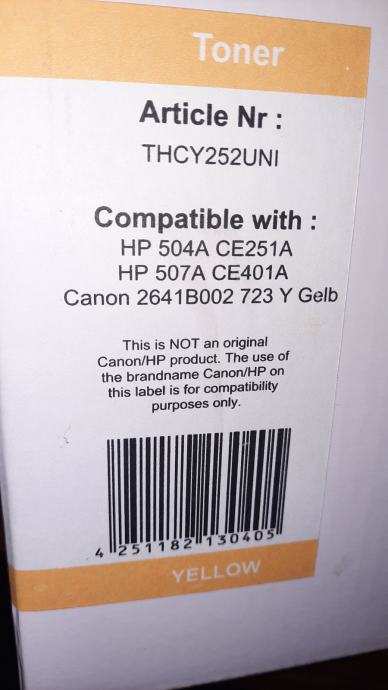 Toner
Article Nr :
THCY252UNI
Compatible with :
HP 504A CE251A
HP 507A CE401A
Canon 2641B002 723 Y Gelb
This is NOT an original
Canon/HP product. The use of
the brandname Canon/HP on
this label is for compatibility
purposes only.
4 251182 130405
YELLOW